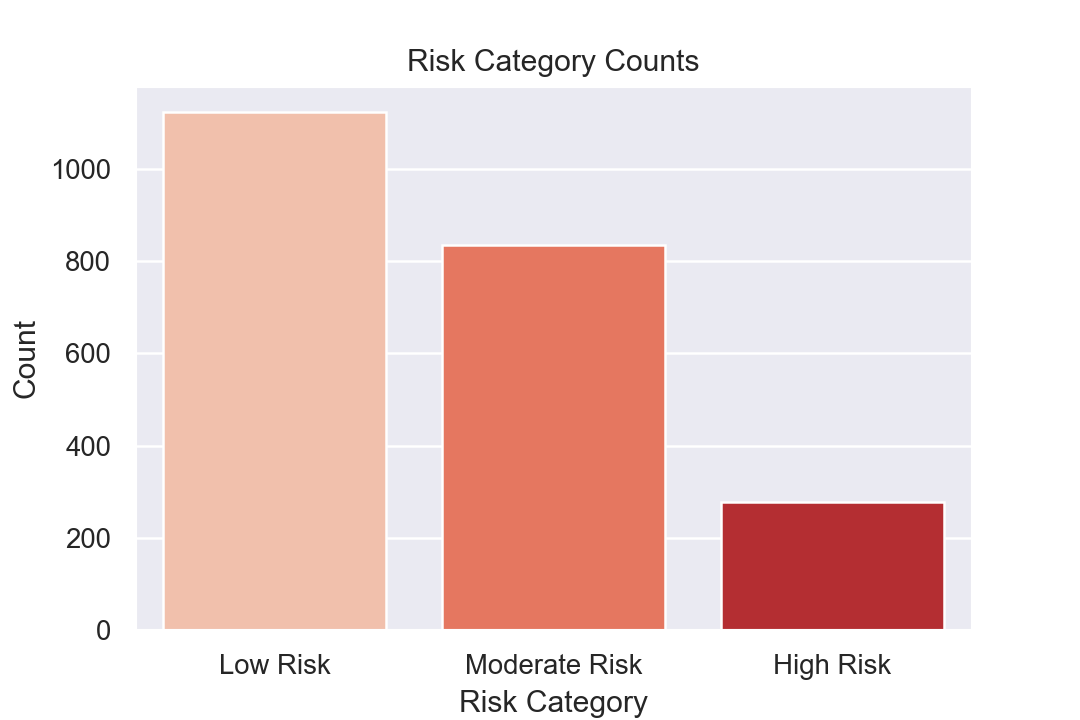 Risk Category Counts
1000
800
600
400
200
0
Count
Low Risk
Moderate Risk
High Risk
Risk Category